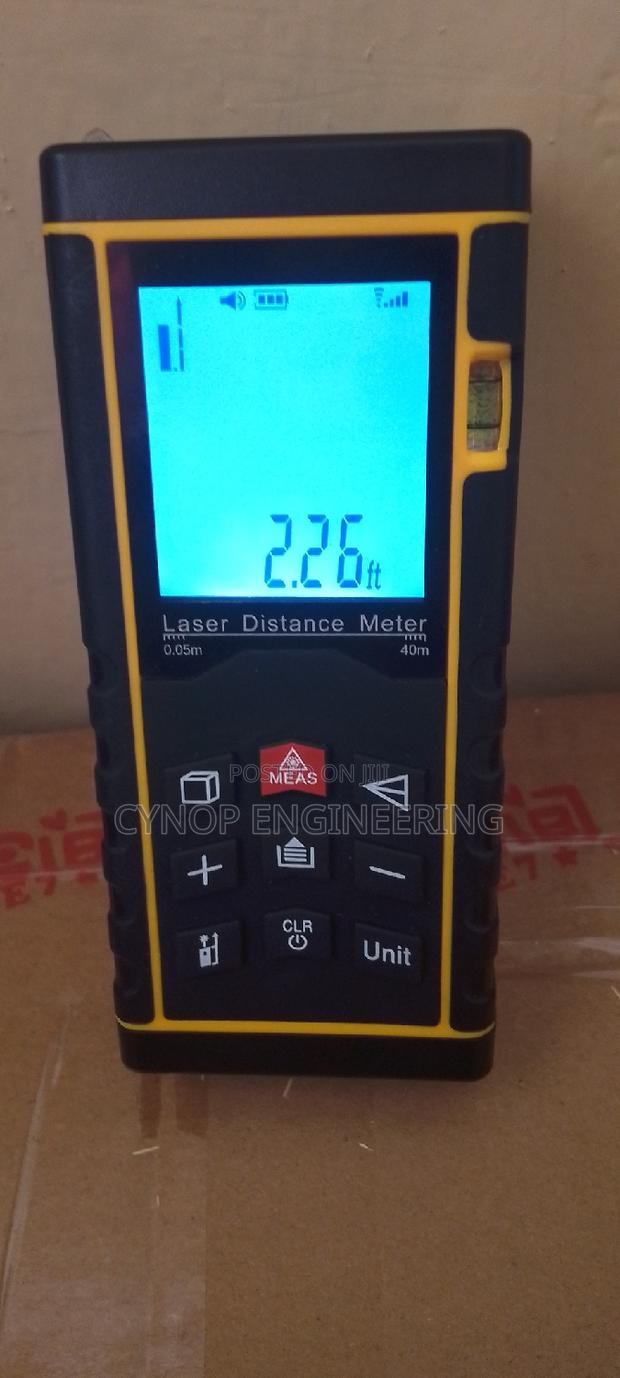 2.26ft
Laser Distance Meter
0.05m 40m
POSTED ON JIJI
MEAS
CYNOP ENGINEERING
CLR
Unit